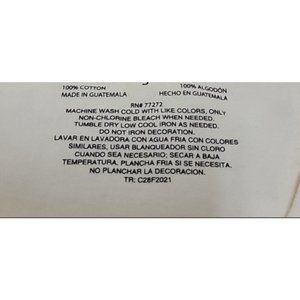 100% COTTON 100% ALGODÓN
MADE IN GUATEMALA HECHO EN GUATEMALA
RN# 77272
MACHINE WASH COLD WITH LIKE COLORS, ONLY
NON-CHLORINE BLEACH WHEN NEEDED.
TUMBLE DRY LOW COOL IRON AS NEEDED.
DO NOT IRON DECORATION.
LAVAR EN LAVADORA CON AGUA FRIA CON COLORES
SIMILARES, USAR BLANQUEADOR SIN CLORO
CUANDO SEA NECESARIO; SECAR A BAJA
TEMPERATURA. PLANCHA FRIA SI SE NECESITA.
NO PLANCHAR LA DECORACION.
TR: C28F2021